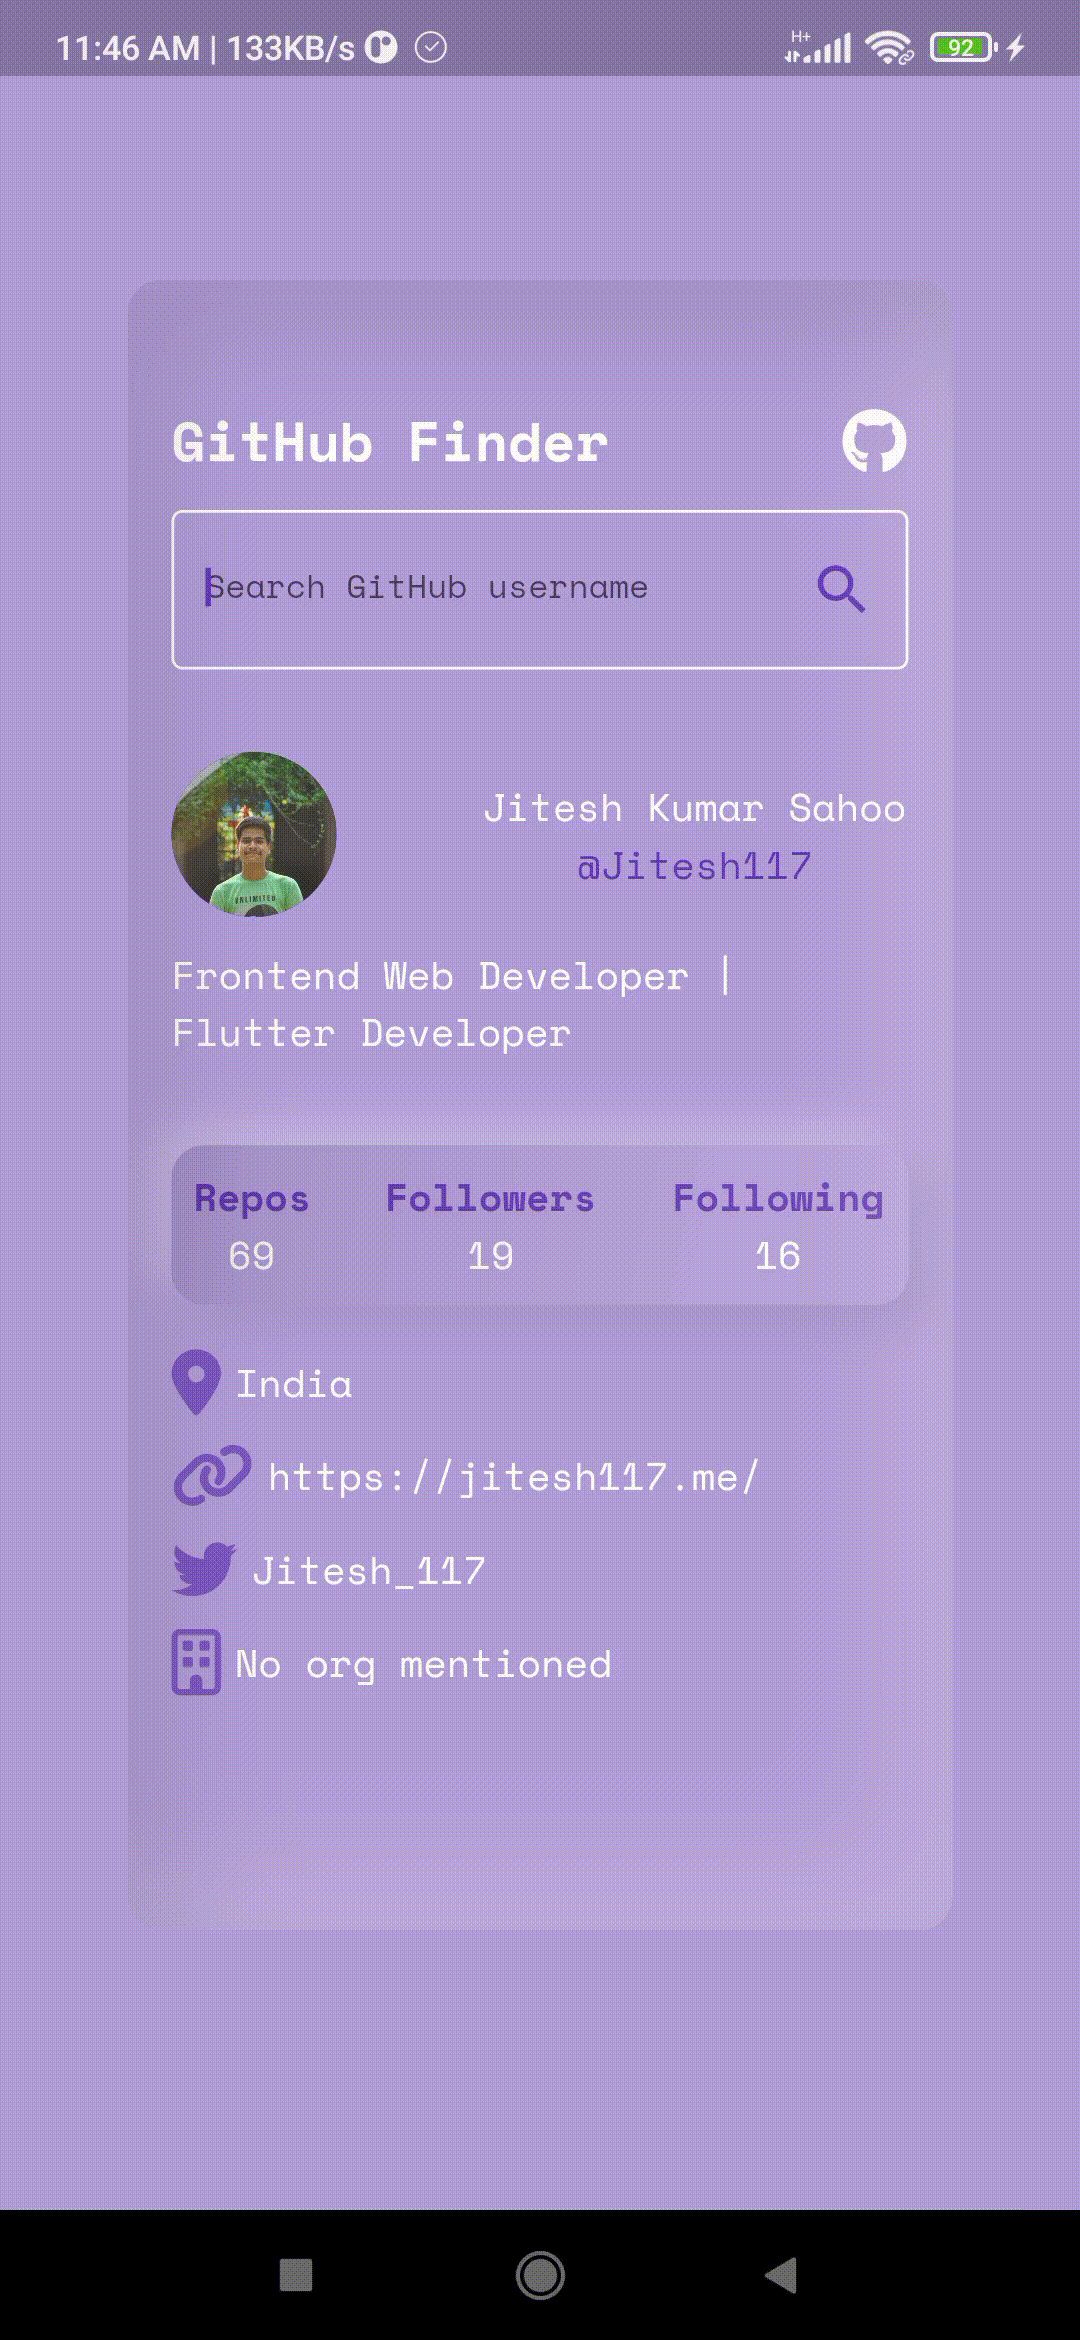 11:46 AM | 133KB/s
H+
92
GitHub Finder
Search GitHub username
Jitesh Kumar Sahoo
@Jitesh117
UNLIMITED
Frontend Web Developer |
Flutter Developer
Repos Followers Following
69 19 16
India
https://jitesh117.me/
Jitesh_117
No org mentioned